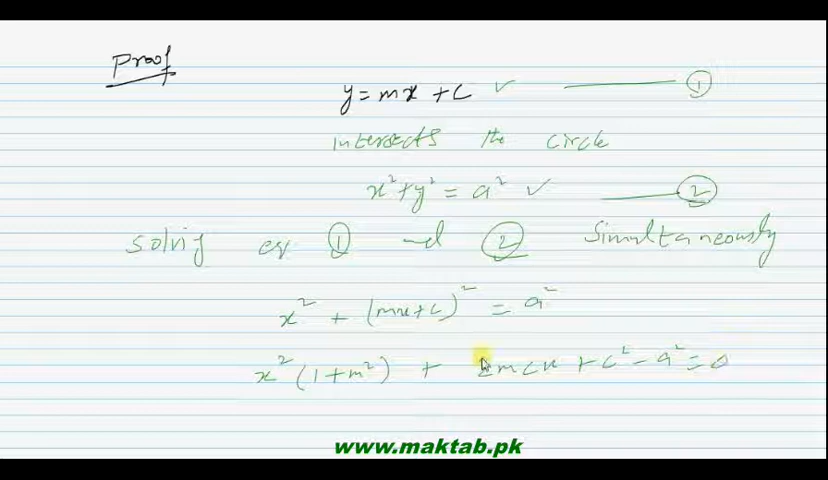 Proof
y = mx + c ✓ ——— ①
intersects the circle
x² + y² = a² ✓ ——— ②
Solvig eq ① and ② Simultaneously
x² + (mx+c)² = a²
x² (1+m²) + 2mcx + c² - a² = 0
www.maktab.pk